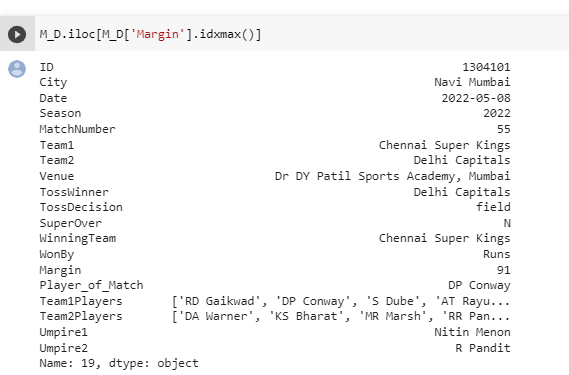 M_D.iloc[M_D['Margin'].idxmax()]
ID 1304101
City Navi Mumbai
Date 2022-05-08
Season 2022
MatchNumber 55
Team1 Chennai Super Kings
Team2 Delhi Capitals
Venue Dr DY Patil Sports Academy, Mumbai
TossWinner Delhi Capitals
TossDecision field
SuperOver N
WinningTeam Chennai Super Kings
WonBy Runs
Margin 91
Player_of_Match DP Conway
Team1Players ['RD Gaikwad', 'DP Conway', 'S Dube', 'AT Rayu...
Team2Players ['DA Warner', 'KS Bharat', 'MR Marsh', 'RR Pan...
Umpire1 Nitin Menon
Umpire2 R Pandit
Name: 19, dtype: object